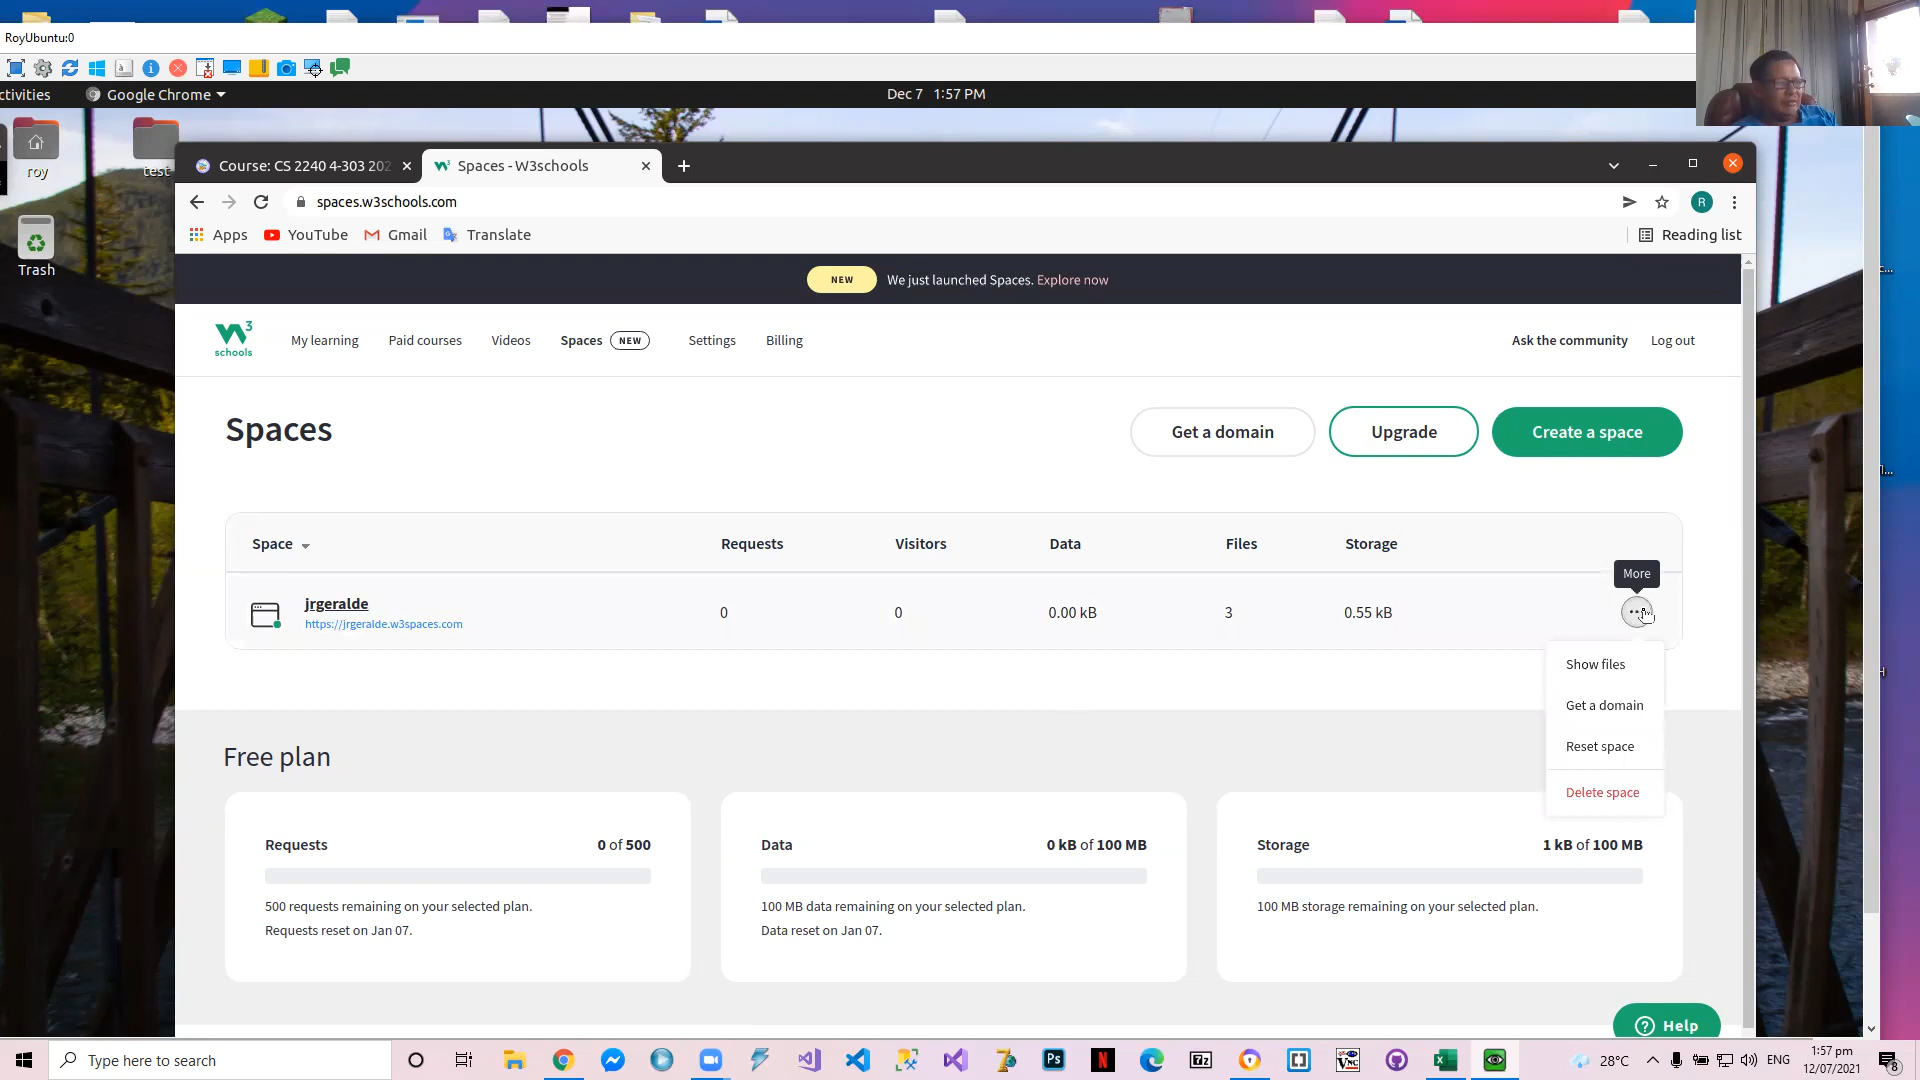 RoyUbuntu:0
ctivities
Google Chrome
Dec 7 1:57 PM
roy
test
Trash
Course: CS 2240 4-303 202
Spaces - W3schools
spaces.w3schools.com
R
Apps
YouTube
Gmail
Translate
Reading list
NEW
We just launched Spaces. Explore now
W3 schools
My learning
Paid courses
Videos
Spaces NEW
Settings
Billing
Ask the community
Log out
Spaces
Get a domain
Upgrade
Create a space
Space
Requests
Visitors
Data
Files
Storage
More
jrgeralde
https://jrgeralde.w3spaces.com
0
0
0.00 kB
3
0.55 kB
Show files
Get a domain
Reset space
Delete space
Free plan
Requests
0 of 500
500 requests remaining on your selected plan.
Requests reset on Jan 07.
Data
0 kB of 100 MB
100 MB data remaining on your selected plan.
Data reset on Jan 07.
Storage
1 kB of 100 MB
100 MB storage remaining on your selected plan.
Help
Type here to search
Ps
N
7z
28°C
ENG
1:57 pm
12/07/2021
8